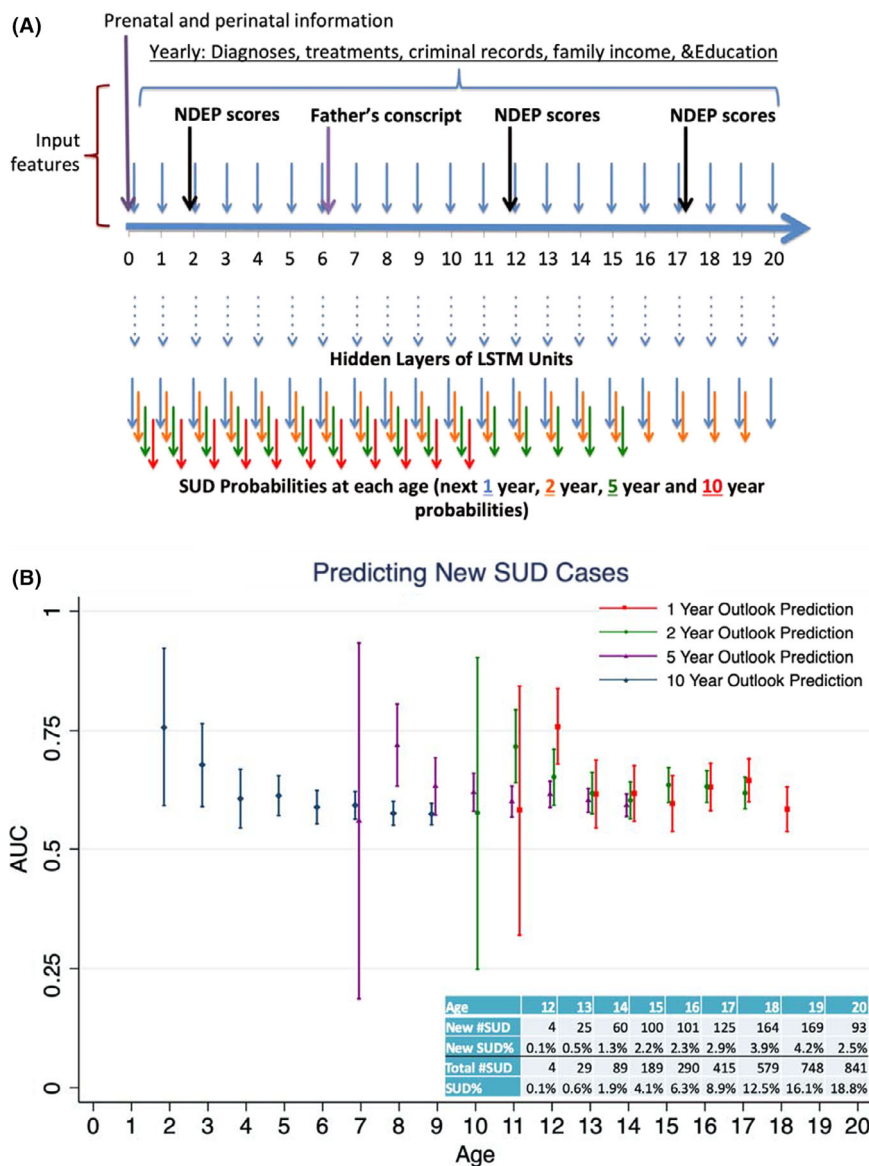 (A)
Prenatal and perinatal information
Yearly: Diagnoses, treatments, criminal records, family income, &Education
Input features
NDEP scores
Father's conscript
NDEP scores
NDEP scores
0 1 2 3 4 5 6 7 8 9 10 11 12 13 14 15 16 17 18 19 20
Hidden Layers of LSTM Units
SUD Probabilities at each age (next 1 year, 2 year, 5 year and 10 year
probabilities)
(B)
Predicting New SUD Cases
1 Year Outlook Prediction
2 Year Outlook Prediction
5 Year Outlook Prediction
10 Year Outlook Prediction
AUC
1
0.75
0.5
0.25
0
Age 12 13 14 15 16 17 18 19 20
New #SUD 4 25 60 100 101 125 164 169 93
New SUD% 0.1% 0.5% 1.3% 2.2% 2.3% 2.9% 3.9% 4.2% 2.5%
Total #SUD 4 29 89 189 290 415 579 748 841
SUD% 0.1% 0.6% 1.9% 4.1% 6.3% 8.9% 12.5% 16.1% 18.8%
0 1 2 3 4 5 6 7 8 9 10 11 12 13 14 15 16 17 18 19 20
Age